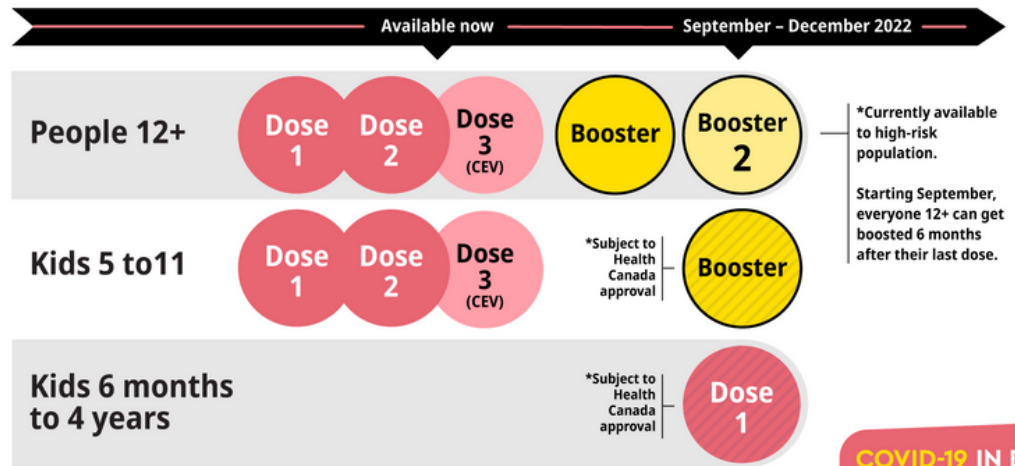 Available now
September – December 2022
People 12+
Dose
1
Dose
2
Dose
3
(CEV)
Booster
Booster
2
*Currently available
to high-risk
population.
Starting September,
everyone 12+ can get
boosted 6 months
after their last dose.
Kids 5 to11
Dose
1
Dose
2
Dose
3
(CEV)
*Subject to
Health
Canada
approval
Booster
Kids 6 months
to 4 years
*Subject to
Health
Canada
approval
Dose
1
COVID-19 IN